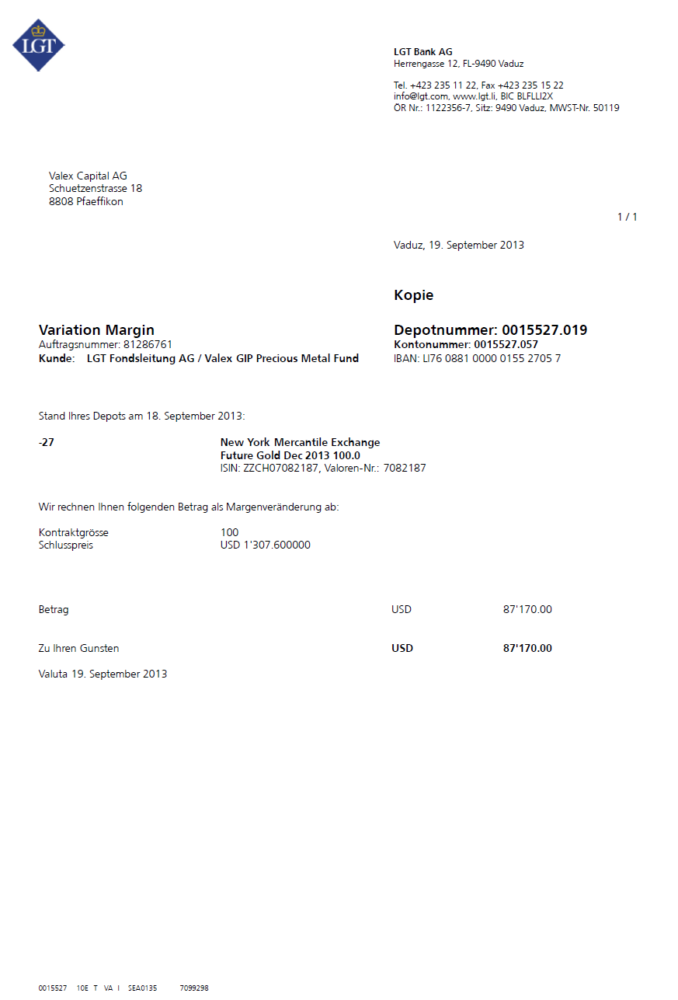 LGT
LGT Bank AG
Herrengasse 12, FL-9490 Vaduz
Tel. +423 235 11 22, Fax +423 235 15 22
info@lgt.com, www.lgt.li, BIC BLFLLI2X
ÖR Nr.: 1122356-7, Sitz: 9490 Vaduz, MWST-Nr. 50119
Valex Capital AG
Schuetzenstrasse 18
8808 Pfaeffikon
1 / 1
Vaduz, 19. September 2013
Kopie
Variation Margin Depotnummer: 0015527.019
Auftragsnummer: 81286761 Kontonummer: 0015527.057
Kunde: LGT Fondsleitung AG / Valex GIP Precious Metal Fund IBAN: LI76 0881 0000 0155 2705 7
Stand Ihres Depots am 18. September 2013:
-27 New York Mercantile Exchange
Future Gold Dec 2013 100.0
ISIN: ZZCH07082187, Valoren-Nr.: 7082187
Wir rechnen Ihnen folgenden Betrag als Margenveränderung ab:
Kontraktgrösse 100
Schlusspreis USD 1'307.600000
Betrag USD 87'170.00
Zu Ihren Gunsten USD 87'170.00
Valuta 19. September 2013
0015527 10E T VA I SEA0135 7099298